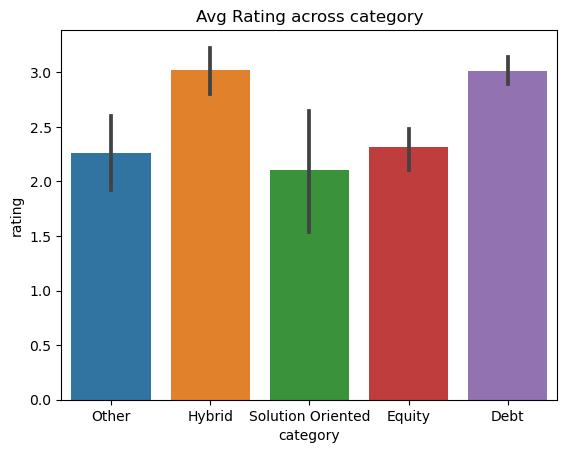 Avg Rating across category
rating
3.0
2.5
2.0
1.5
1.0
0.5
0.0
Other Hybrid Solution Oriented Equity Debt
category